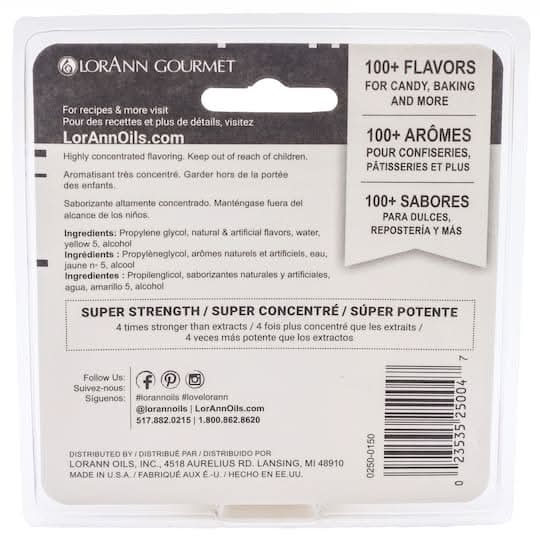 LORANN GOURMET
For recipes & more visit
Pour des recettes et plus de détails, visitez
LorAnnOils.com
Highly concentrated flavoring. Keep out of reach of children.
Aromatisant très concentré. Garder hors de la portée
des enfants.
Saborizante altamente concentrado. Manténgase fuera del
alcance de los niños.
Ingredients: Propylene glycol, natural & artificial flavors, water,
yellow 5, alcohol
Ingrédients : Propylèneglycol, arômes naturels et artificiels, eau,
jaune nº 5, alcool
Ingredientes : Propilenglicol, saborizantes naturales y artificiales,
agua, amarillo 5, alcohol
100+ FLAVORS
FOR CANDY, BAKING
AND MORE
100+ ARÔMES
POUR CONFISERIES,
PÂTISSERIES ET PLUS
100+ SABORES
PARA DULCES,
REPOSTERÍA Y MÁS
SUPER STRENGTH / SUPER CONCENTRÉ / SÚPER POTENTE
4 times stronger than extracts / 4 fois plus concentré que les extraits /
4 veces más potente que los extractos
Follow Us:
Suivez-nous:
Síguenos:
#lorannoils #lovelorann
@lorannoils | LorAnnOils.com
517.882.0215 | 1.800.862.8620
DISTRIBUTED BY / DISTRIBUÉ PAR / DISTRIBUIDO POR
LORANN OILS, INC., 4518 AURELIUS RD. LANSING, MI 48910
MADE IN U.S.A. / FABRIQUÉ AUX É.-U. / HECHO EN EE.UU.
0250-0150
0 23535 25004 7